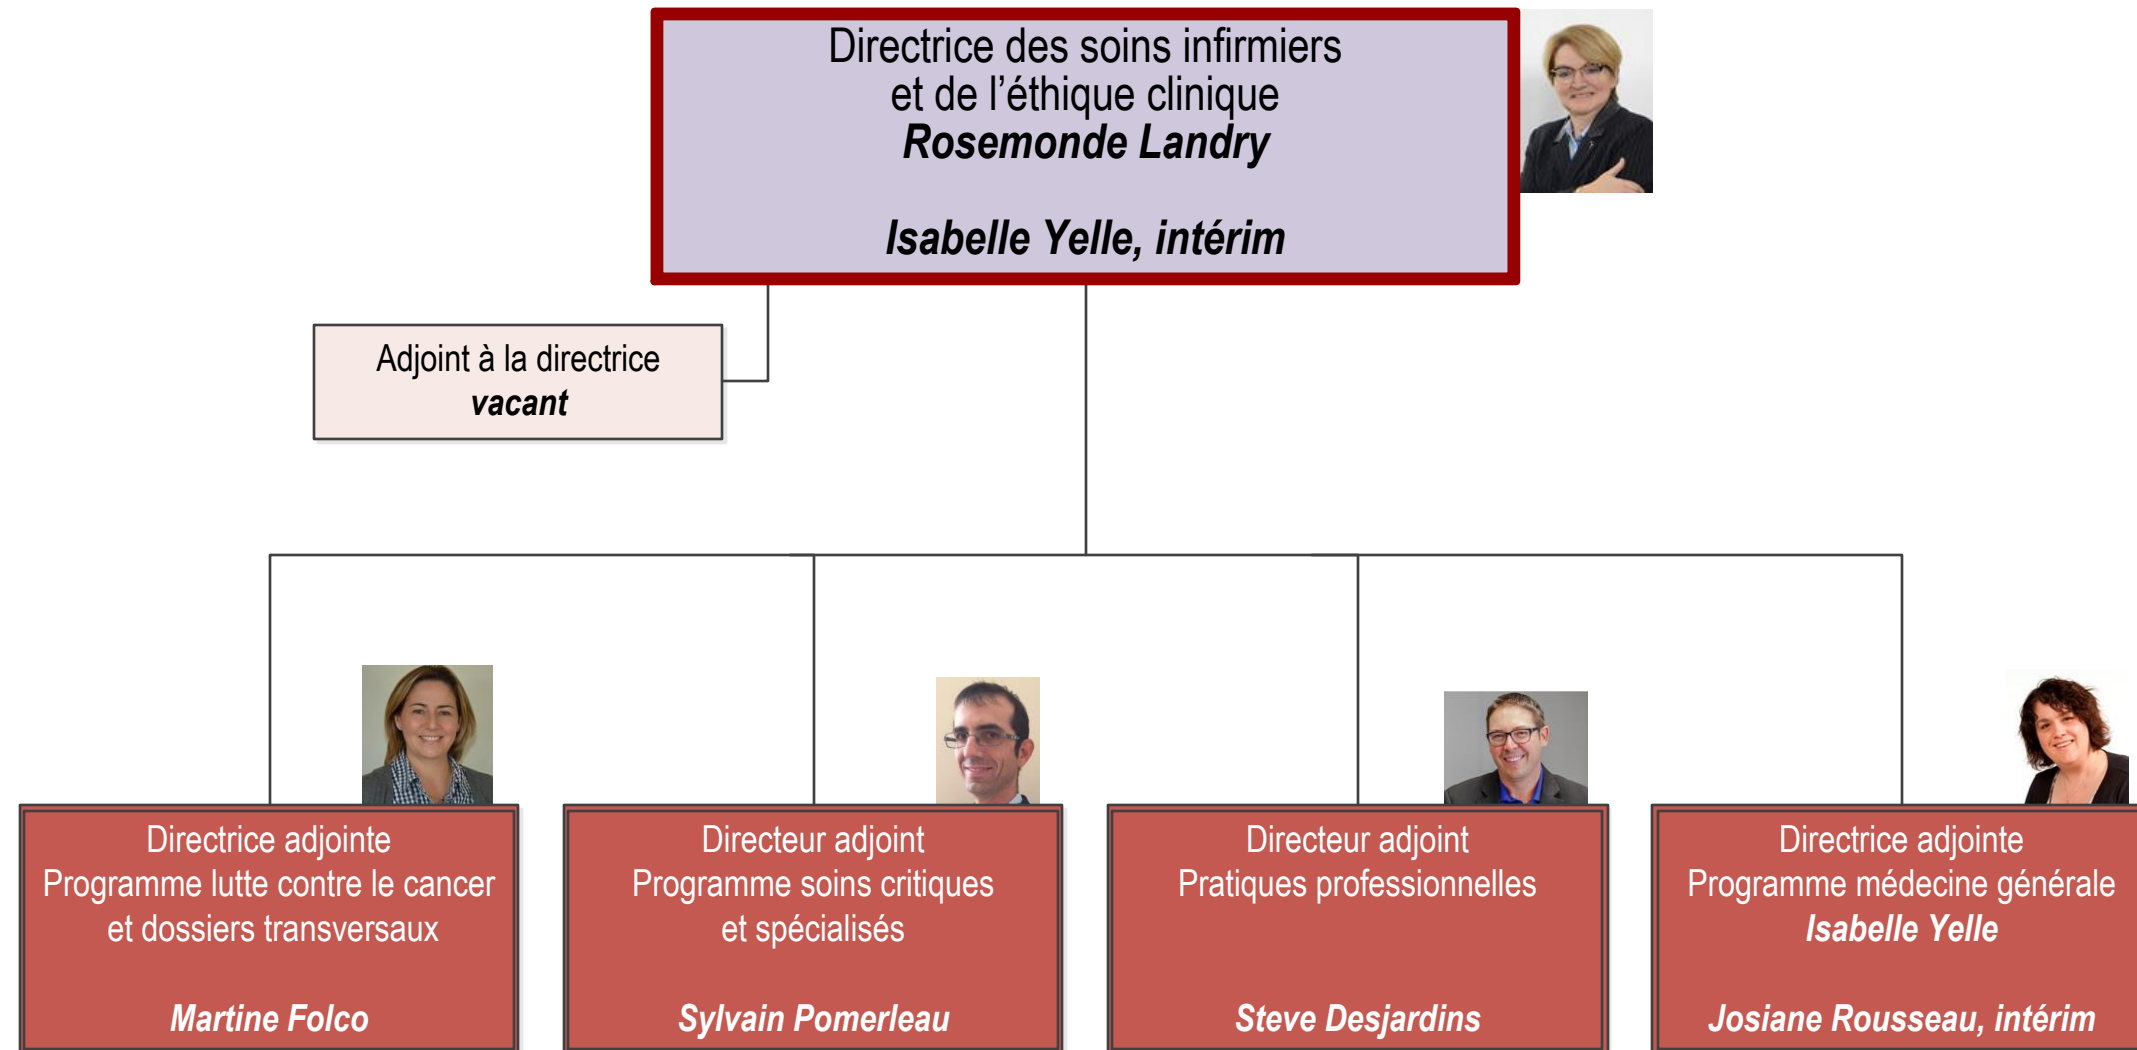 Directrice des soins infirmiers
et de l’éthique clinique
Rosemonde Landry
Isabelle Yelle, intérim
Adjoint à la directrice
vacant
Directrice adjointe
Programme lutte contre le cancer
et dossiers transversaux
Martine Folco
Directeur adjoint
Programme soins critiques
et spécialisés
Sylvain Pomerleau
Directeur adjoint
Pratiques professionnelles
Steve Desjardins
Directrice adjointe
Programme médecine générale
Isabelle Yelle
Josiane Rousseau, intérim